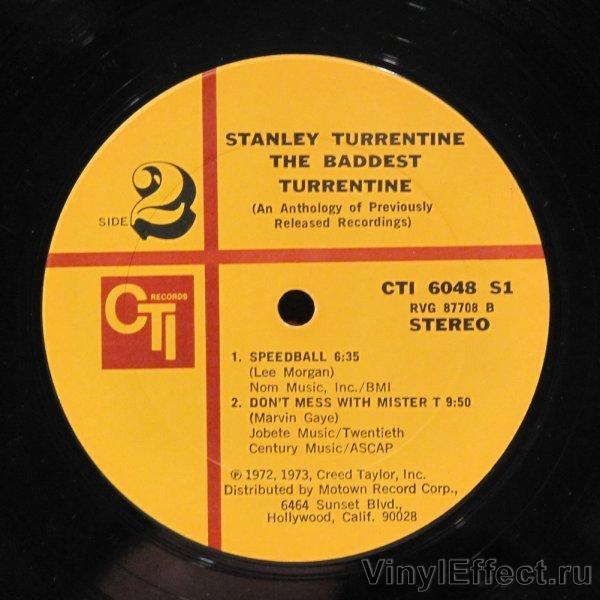 STANLEY TURRENTINE
THE BADDEST
TURRENTINE
(An Anthology of Previously
Released Recordings)
SIDE 2
CTI
RECORDS
CTI 6048 S1
RVG 87708 B
STEREO
1. SPEEDBALL 6:35
(Lee Morgan)
Nom Music, Inc./BMI
2. DON'T MESS WITH MISTER T 9:50
(Marvin Gaye)
Jobete Music/Twentieth
Century Music/ASCAP
℗ 1972, 1973, Creed Taylor, Inc.
Distributed by Motown Record Corp.,
6464 Sunset Blvd.,
Hollywood, Calif. 90028
VinylEffect.ru